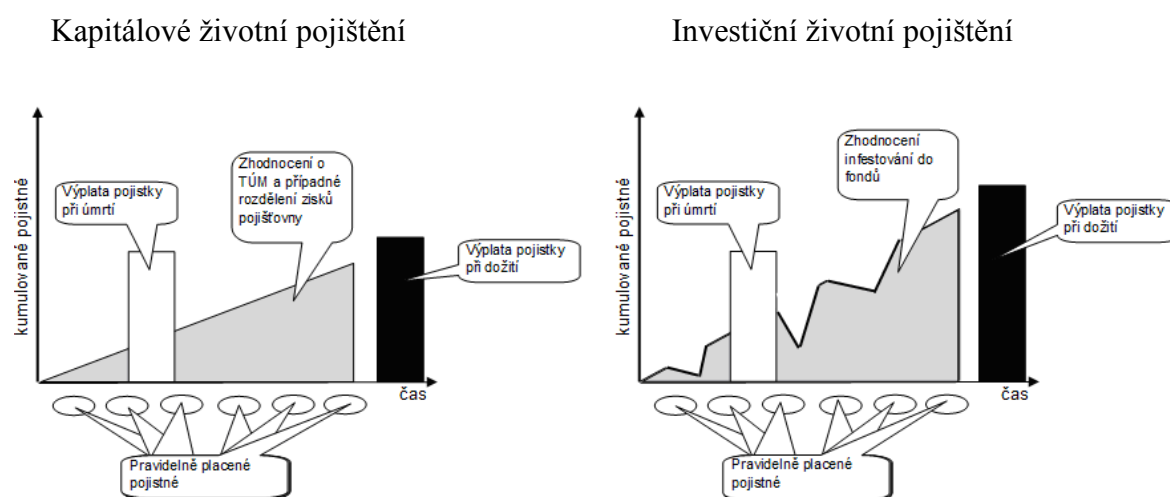 Kapitálové životní pojištění
kumulované pojistné
Výplata pojistky
při úmrtí
Zhodnocení o
TÚM a případné
rozdělení zisků
pojišťovny
Výplata pojistky
při dožití
čas
Pravidelně placené
pojistné
Investiční životní pojištění
kumulované pojistné
Výplata pojistky
při úmrtí
Zhodnocení
infestování do
fondů
Výplata pojistky
při dožití
čas
Pravidelně placené
pojistné